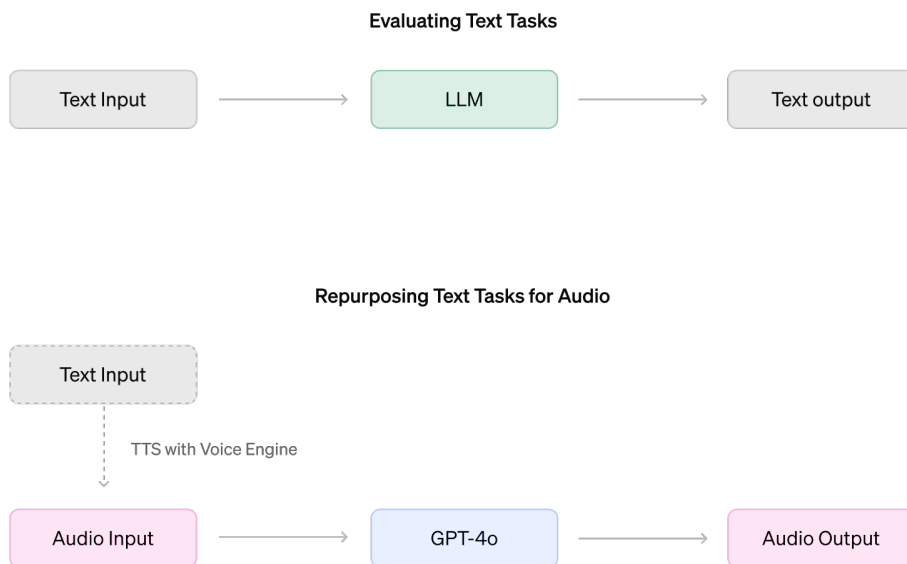 Evaluating Text Tasks
Text Input
LLM
Text output
Repurposing Text Tasks for Audio
Text Input
TTS with Voice Engine
Audio Input
GPT-4o
Audio Output